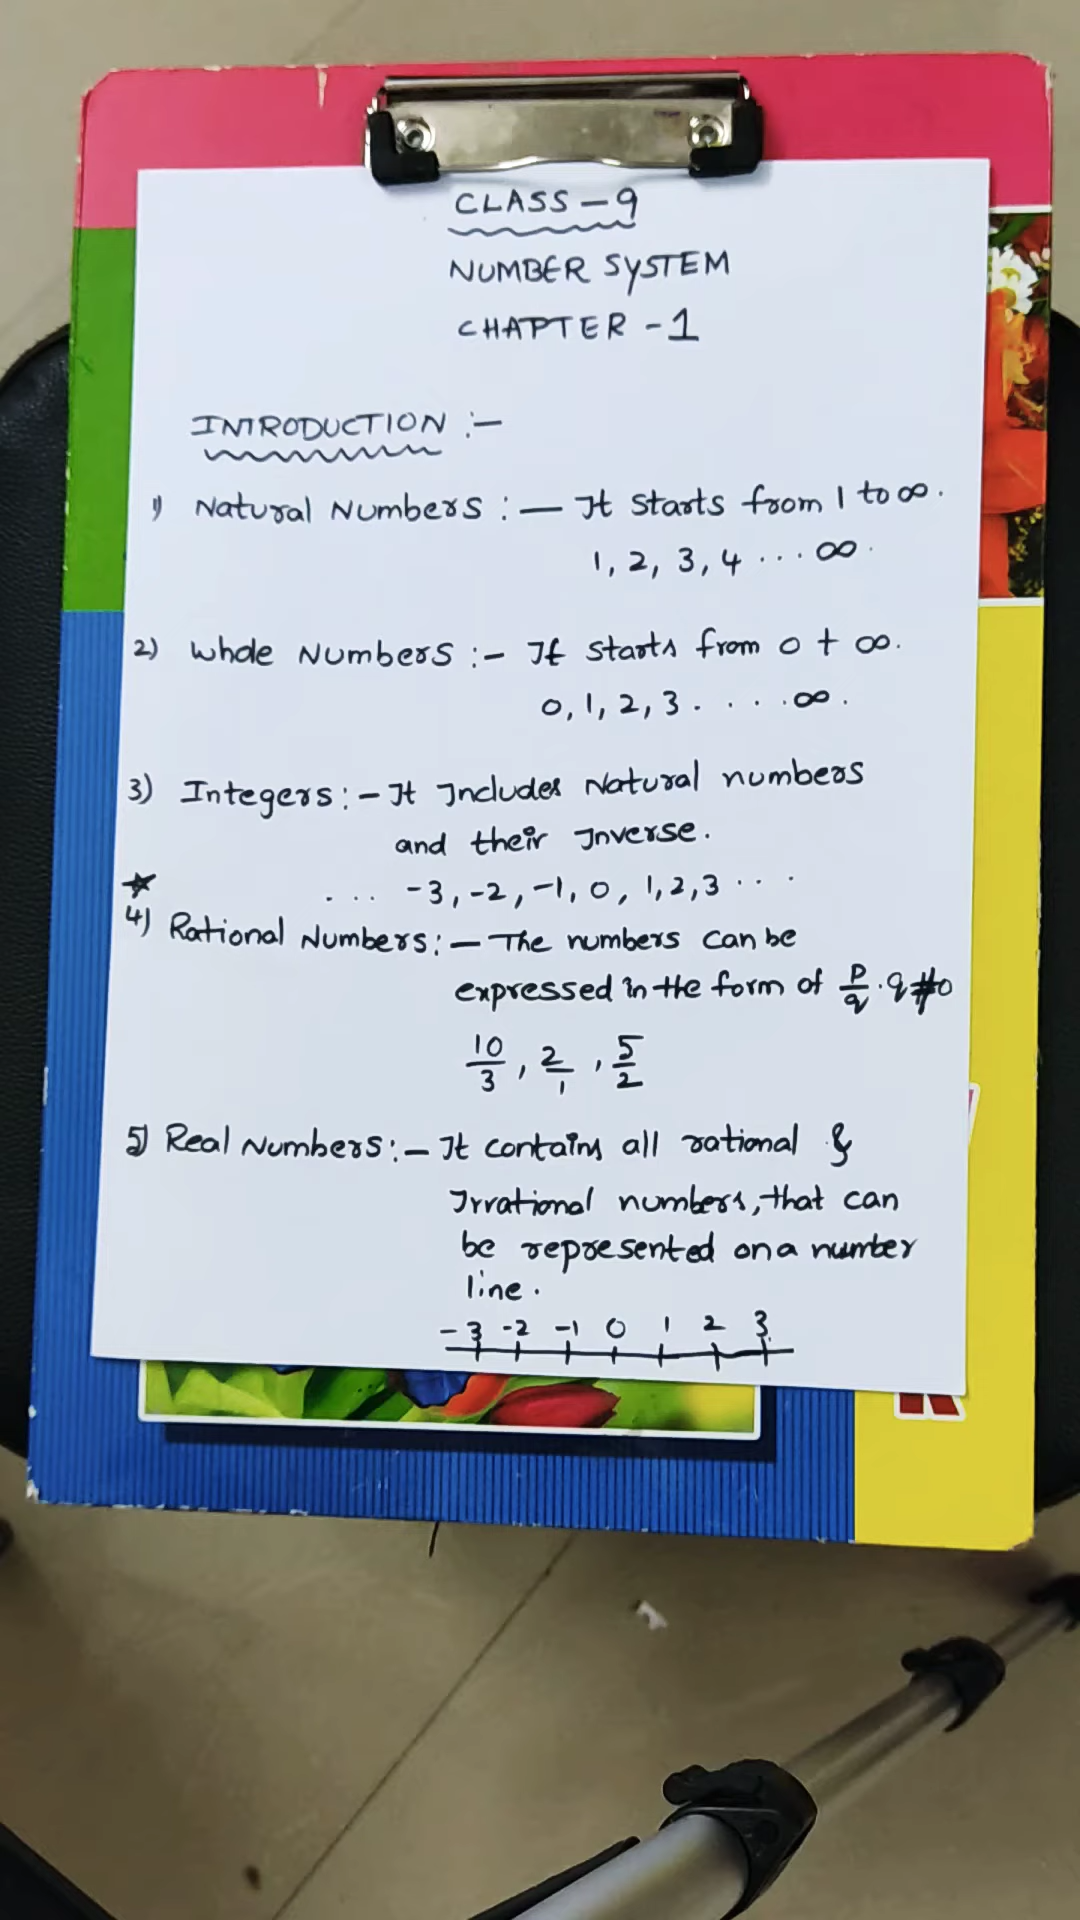 CLASS - 9
NUMBER SYSTEM
CHAPTER - 1
INTRODUCTION :-
1) Natural Numbers :- It starts from 1 to ∞.
1, 2, 3, 4 ... ∞.
2) Whole Numbers :- It starts from 0 + ∞.
0, 1, 2, 3 . . . . ∞.
3) Integers :- It Includes Natural numbers
and their Inverse.
... -3, -2, -1, 0, 1, 2, 3 ...
4) Rational Numbers :- The numbers can be
expressed in the form of p/q . q ≠ 0
10/3 , 2/1 , 5/2
5) Real Numbers :- It contains all rational &
Irrational numbers, that can
be represented on a number
line.
-3 -2 -1 0 1 2 3